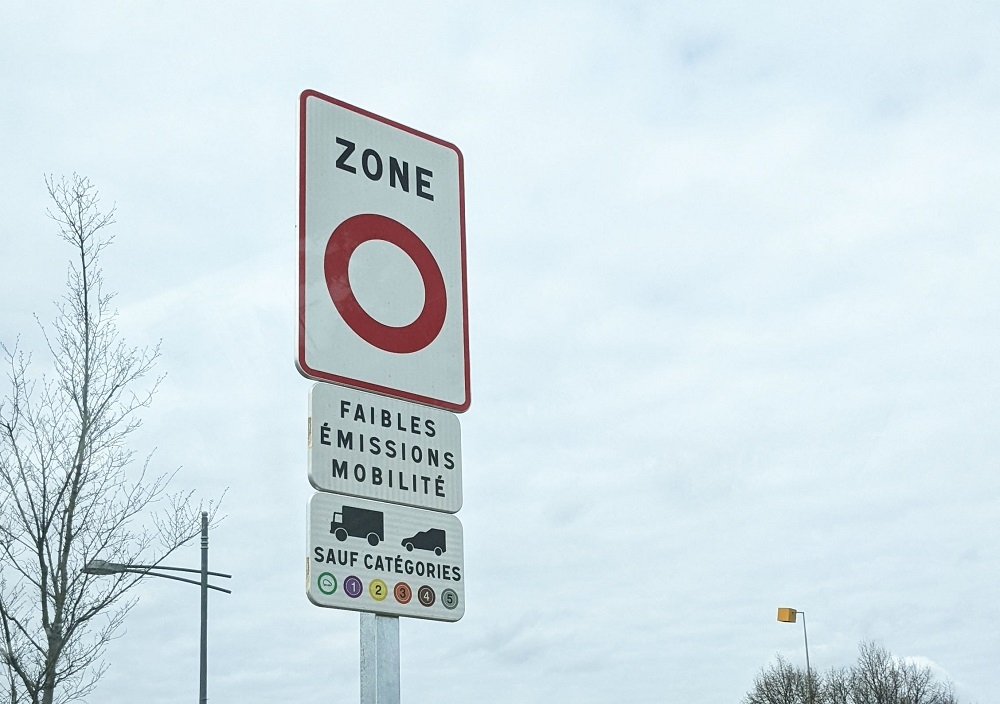 ZONE
FAIBLES
ÉMISSIONS
MOBILITÉ
SAUF CATÉGORIES
1 2 3 4 5